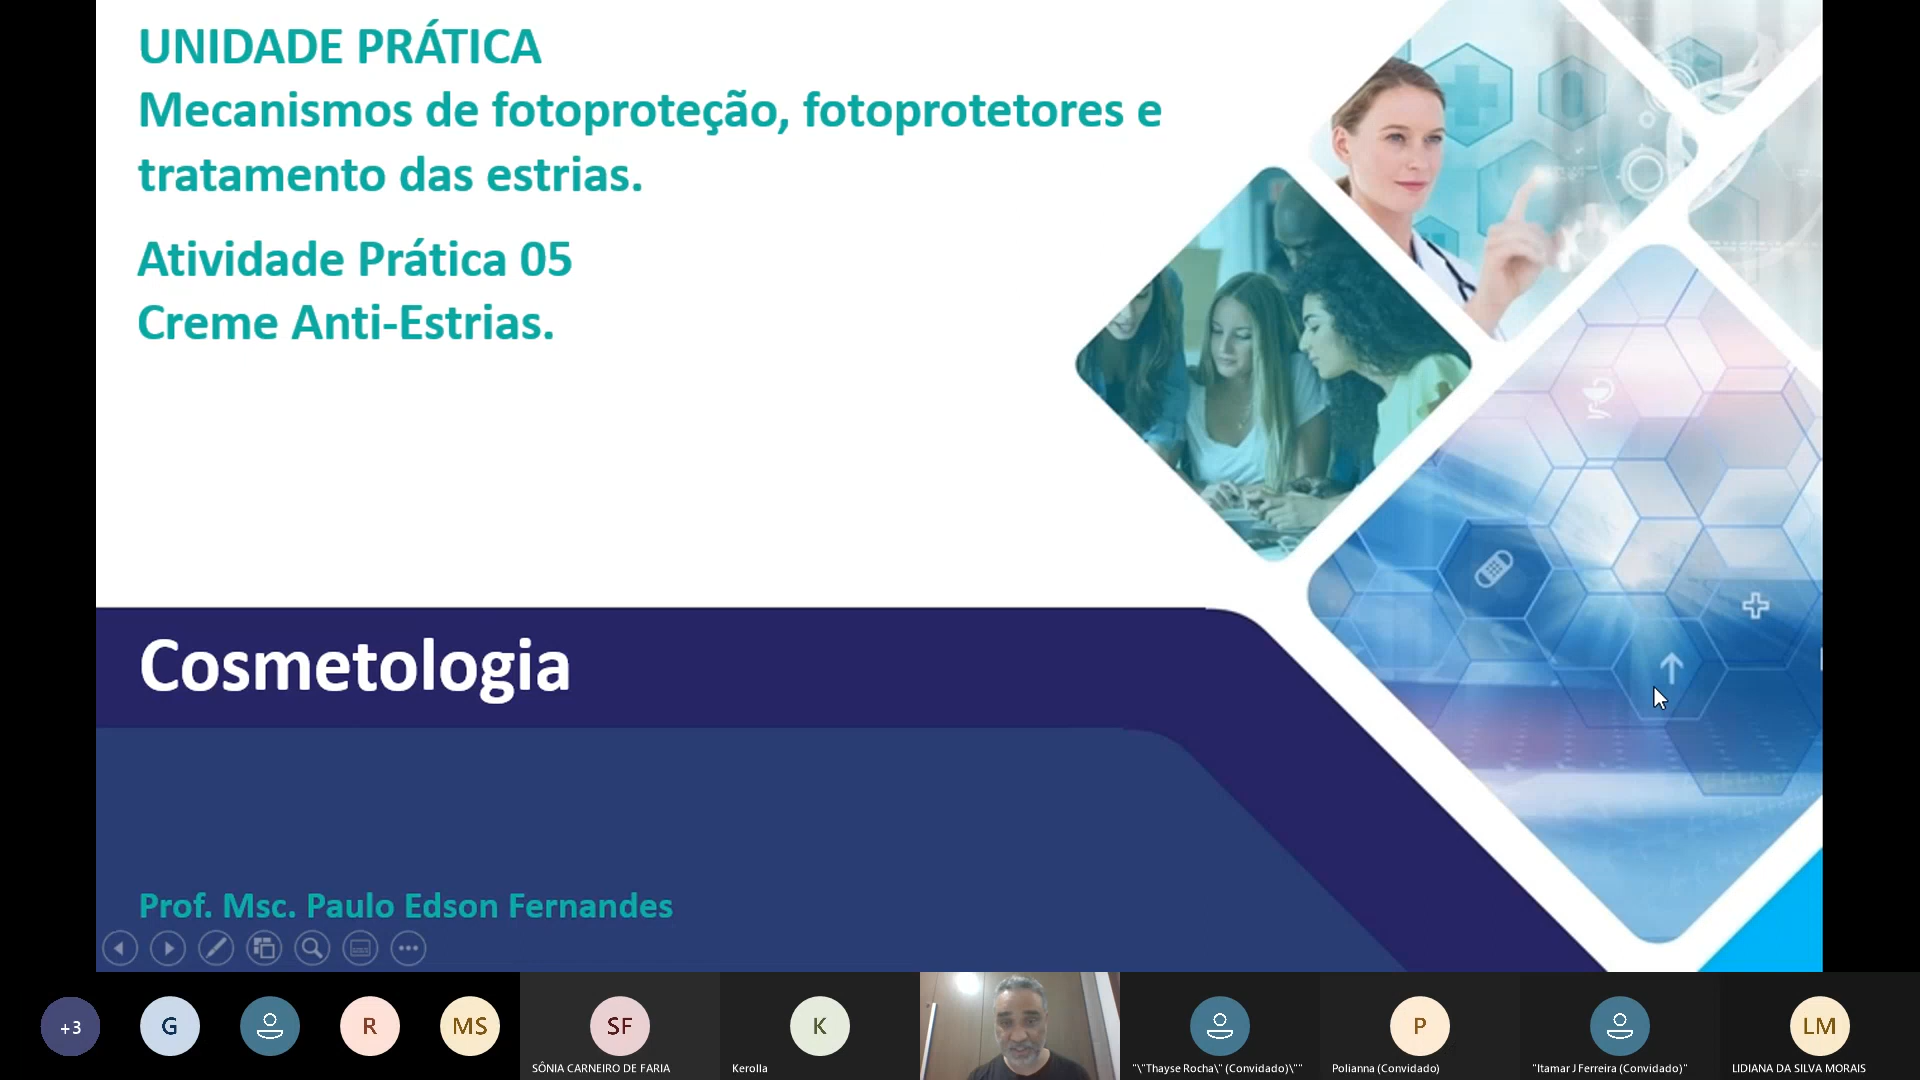 UNIDADE PRÁTICA
Mecanismos de fotoproteção, fotoprotetores e
tratamento das estrias.
Atividade Prática 05
Creme Anti-Estrias.
Cosmetologia
Prof. Msc. Paulo Edson Fernandes
+3
G
R
MS
SF
K
P
LM
SÔNIA CARNEIRO DE FARIA
Kerolla
"\"Thayse Rocha\" (Convidado)\""
Polianna (Convidado)
"Itamar J Ferreira (Convidado)"
LIDIANA DA SILVA MORAIS